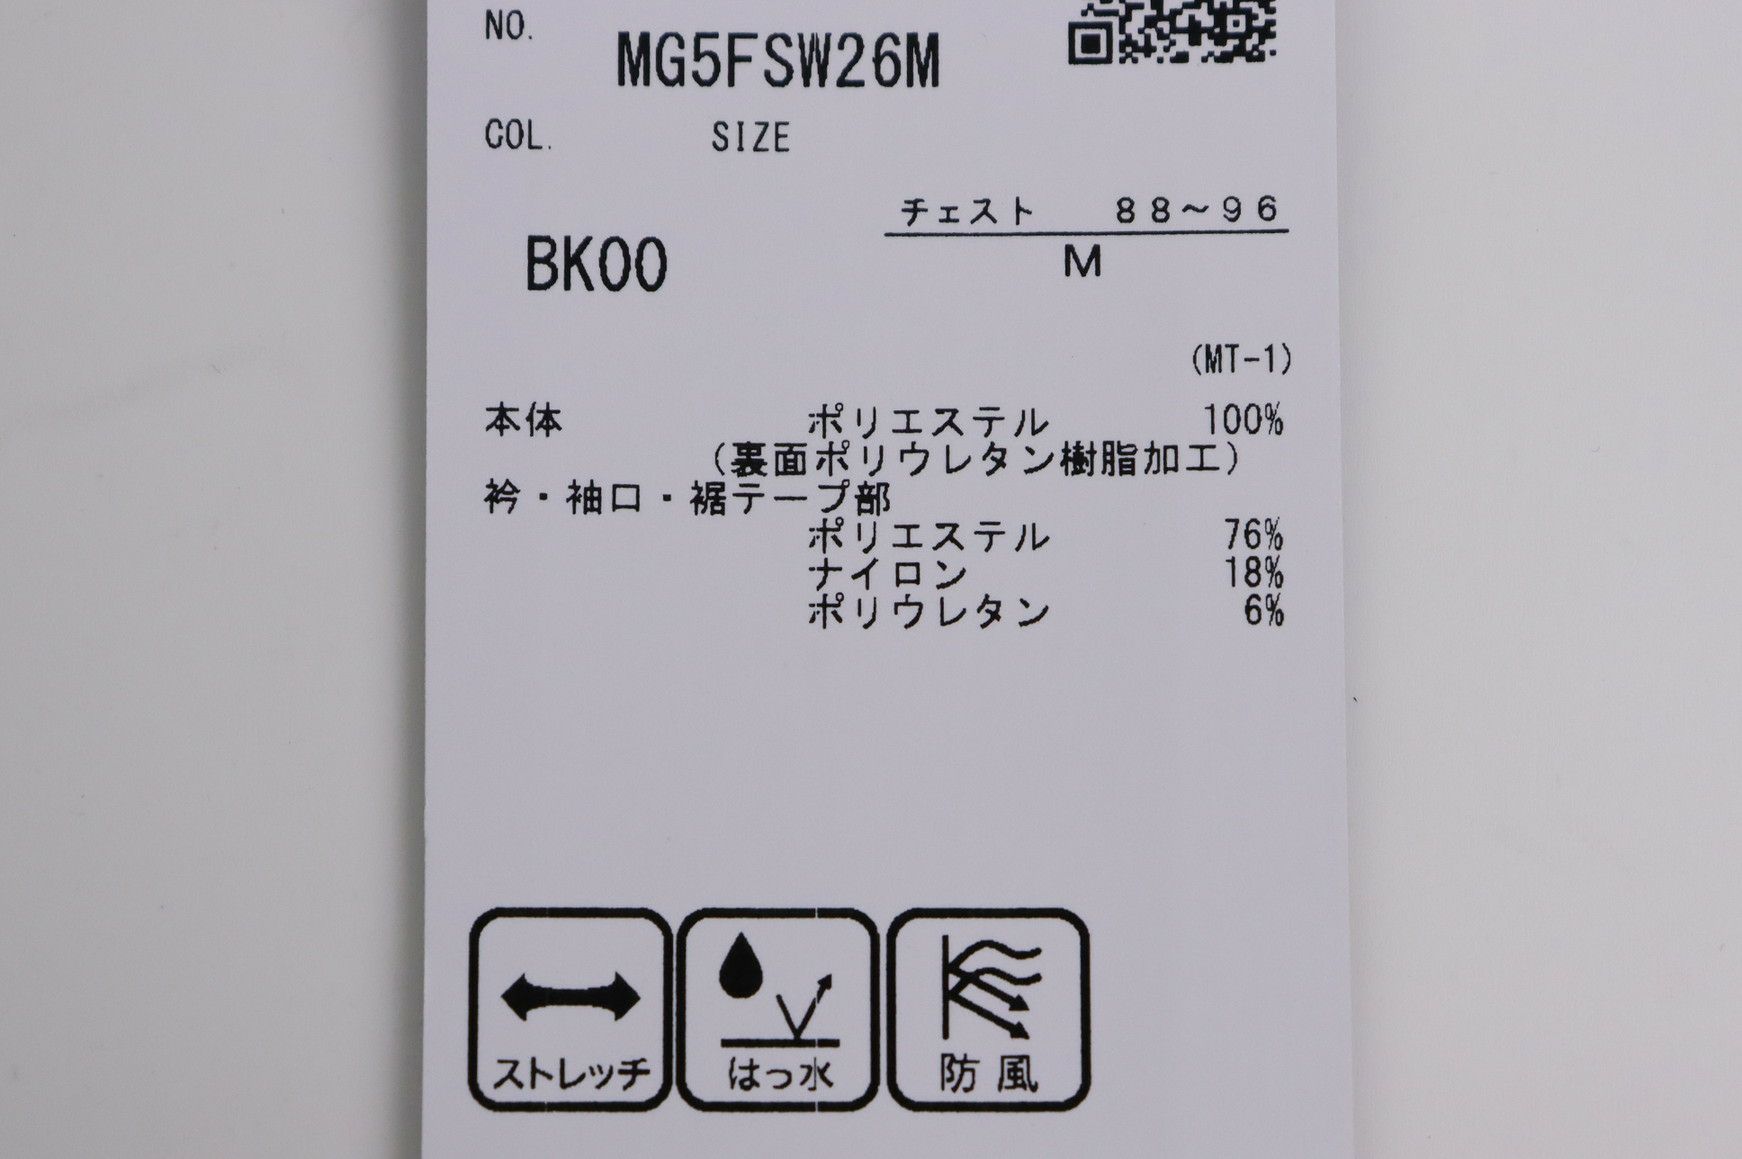 NO.
MG5FSW26M
COL. SIZE
チェスト 88～96
BK00 M
(MT-1)
本体 ポリエステル 100%
(裏面ポリウレタン樹脂加工)
衿・袖口・裾テープ部
ポリエステル 76%
ナイロン 18%
ポリウレタン 6%
ストレッチ はっ水 防風